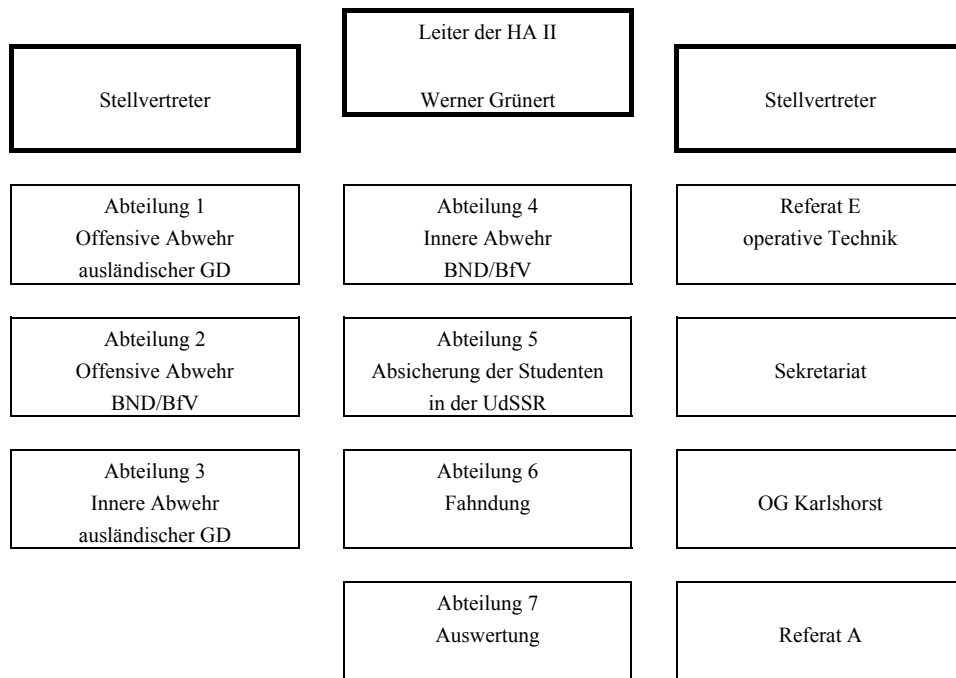 Leiter der HA II
Werner Grünert
Stellvertreter
Stellvertreter
Abteilung 1
Offensive Abwehr
ausländischer GD
Abteilung 4
Innere Abwehr
BND/BfV
Referat E
operative Technik
Abteilung 2
Offensive Abwehr
BND/BfV
Abteilung 5
Absicherung der Studenten
in der UdSSR
Sekretariat
Abteilung 3
Innere Abwehr
ausländischer GD
Abteilung 6
Fahndung
OG Karlshorst
Abteilung 7
Auswertung
Referat A